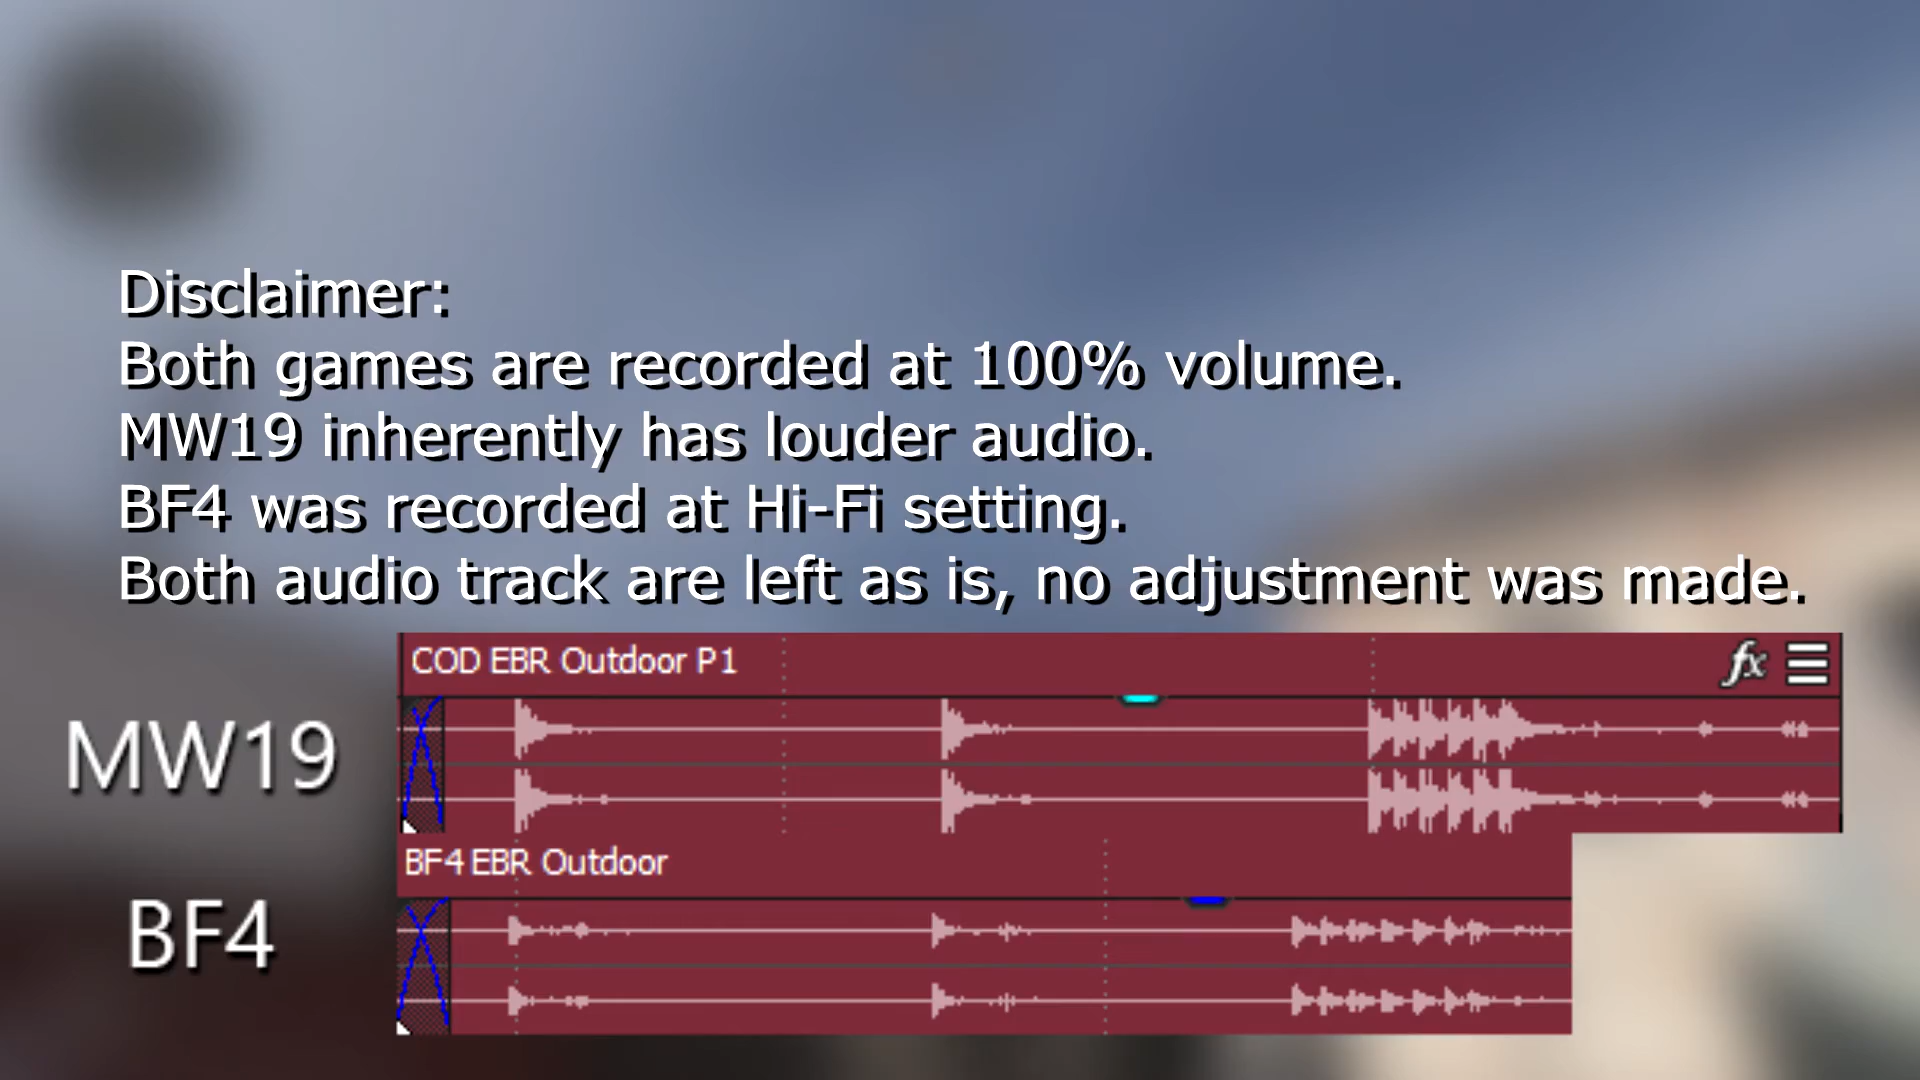 Disclaimer:
Both games are recorded at 100% volume.
MW19 inherently has louder audio.
BF4 was recorded at Hi-Fi setting.
Both audio track are left as is, no adjustment was made.
COD EBR Outdoor P1
fx
MW19
BF4 EBR Outdoor
BF4